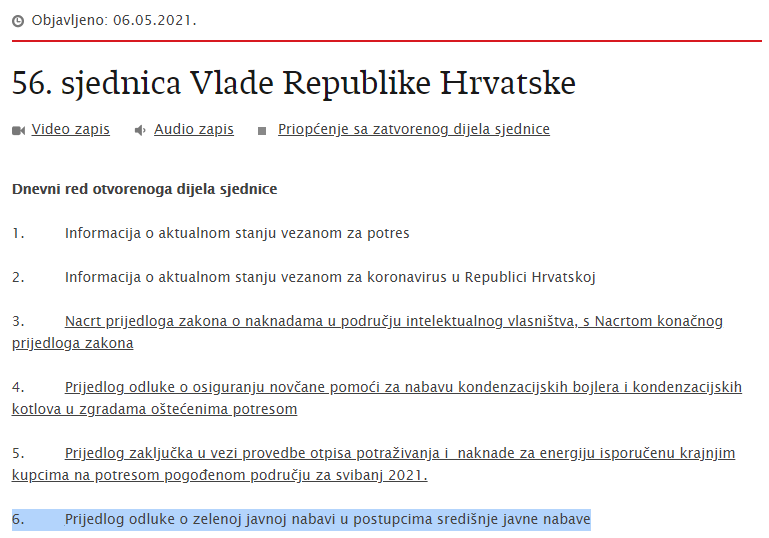 Objavljeno: 06.05.2021.
56. sjednica Vlade Republike Hrvatske
Video zapis Audio zapis Priopćenje sa zatvorenog dijela sjednice
Dnevni red otvorenoga dijela sjednice
1. Informacija o aktualnom stanju vezanom za potres
2. Informacija o aktualnom stanju vezanom za koronavirus u Republici Hrvatskoj
3. Nacrt prijedloga zakona o naknadama u području intelektualnog vlasništva, s Nacrtom konačnog
prijedloga zakona
4. Prijedlog odluke o osiguranju novčane pomoći za nabavu kondenzacijskih bojlera i kondenzacijskih
kotlova u zgradama oštećenima potresom
5. Prijedlog zaključka u vezi provedbe otpisa potraživanja i naknade za energiju isporučenu krajnjim
kupcima na potresom pogođenom području za svibanj 2021.
6. Prijedlog odluke o zelenoj javnoj nabavi u postupcima središnje javne nabave